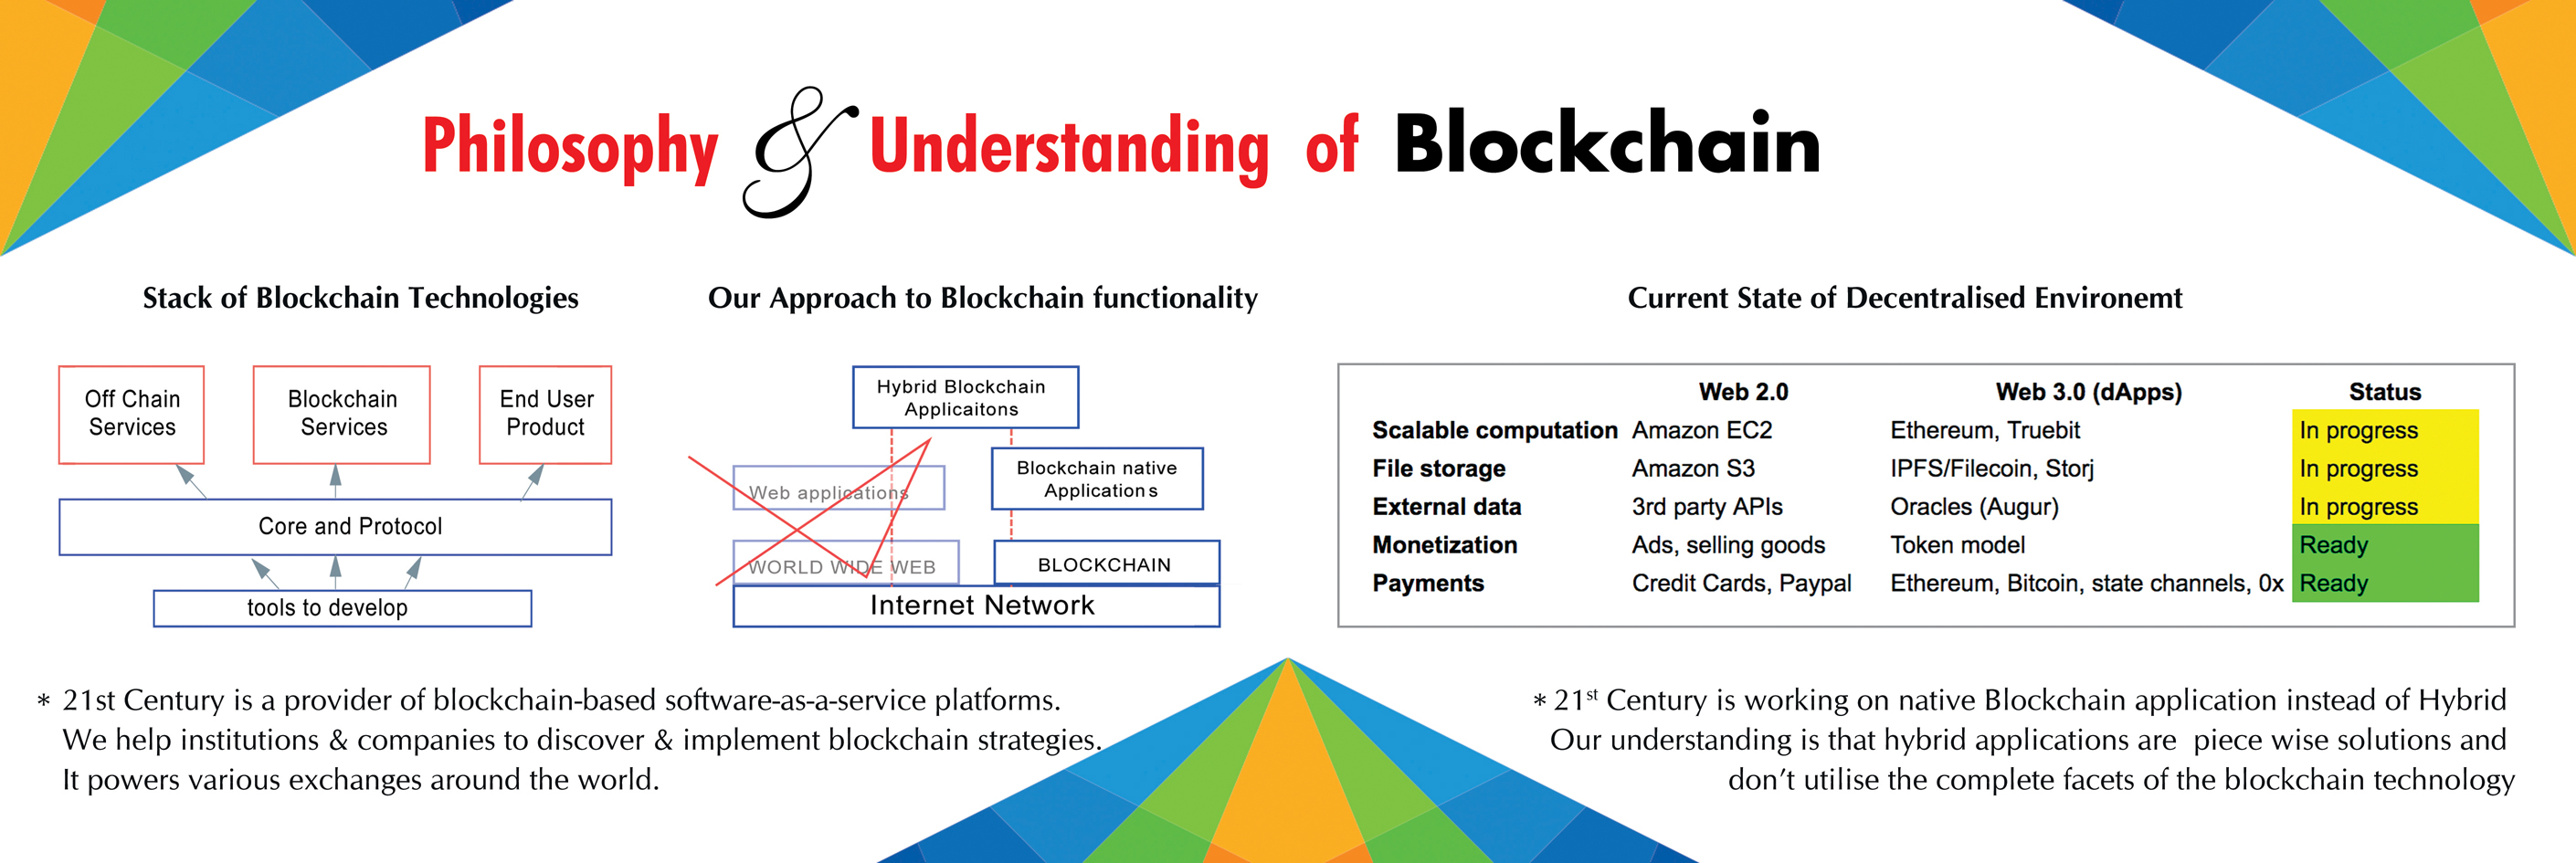 Philosophy & Understanding of Blockchain
Stack of Blockchain Technologies
Off Chain
Services
Blockchain
Services
End User
Product
Core and Protocol
tools to develop
Our Approach to Blockchain functionality
Hybrid Blockchain
Applicaitons
Web applications
Blockchain native
Applications
WORLD WIDE WEB
BLOCKCHAIN
Internet Network
Current State of Decentralised Environemt
Web 2.0 Web 3.0 (dApps) Status
Scalable computation Amazon EC2 Ethereum, Truebit In progress
File storage Amazon S3 IPFS/Filecoin, Storj In progress
External data 3rd party APIs Oracles (Augur) In progress
Monetization Ads, selling goods Token model Ready
Payments Credit Cards, Paypal Ethereum, Bitcoin, state channels, 0x Ready
* 21st Century is a provider of blockchain-based software-as-a-service platforms.
We help institutions & companies to discover & implement blockchain strategies.
It powers various exchanges around the world.
* 21st Century is working on native Blockchain application instead of Hybrid
Our understanding is that hybrid applications are piece wise solutions and
don't utilise the complete facets of the blockchain technology